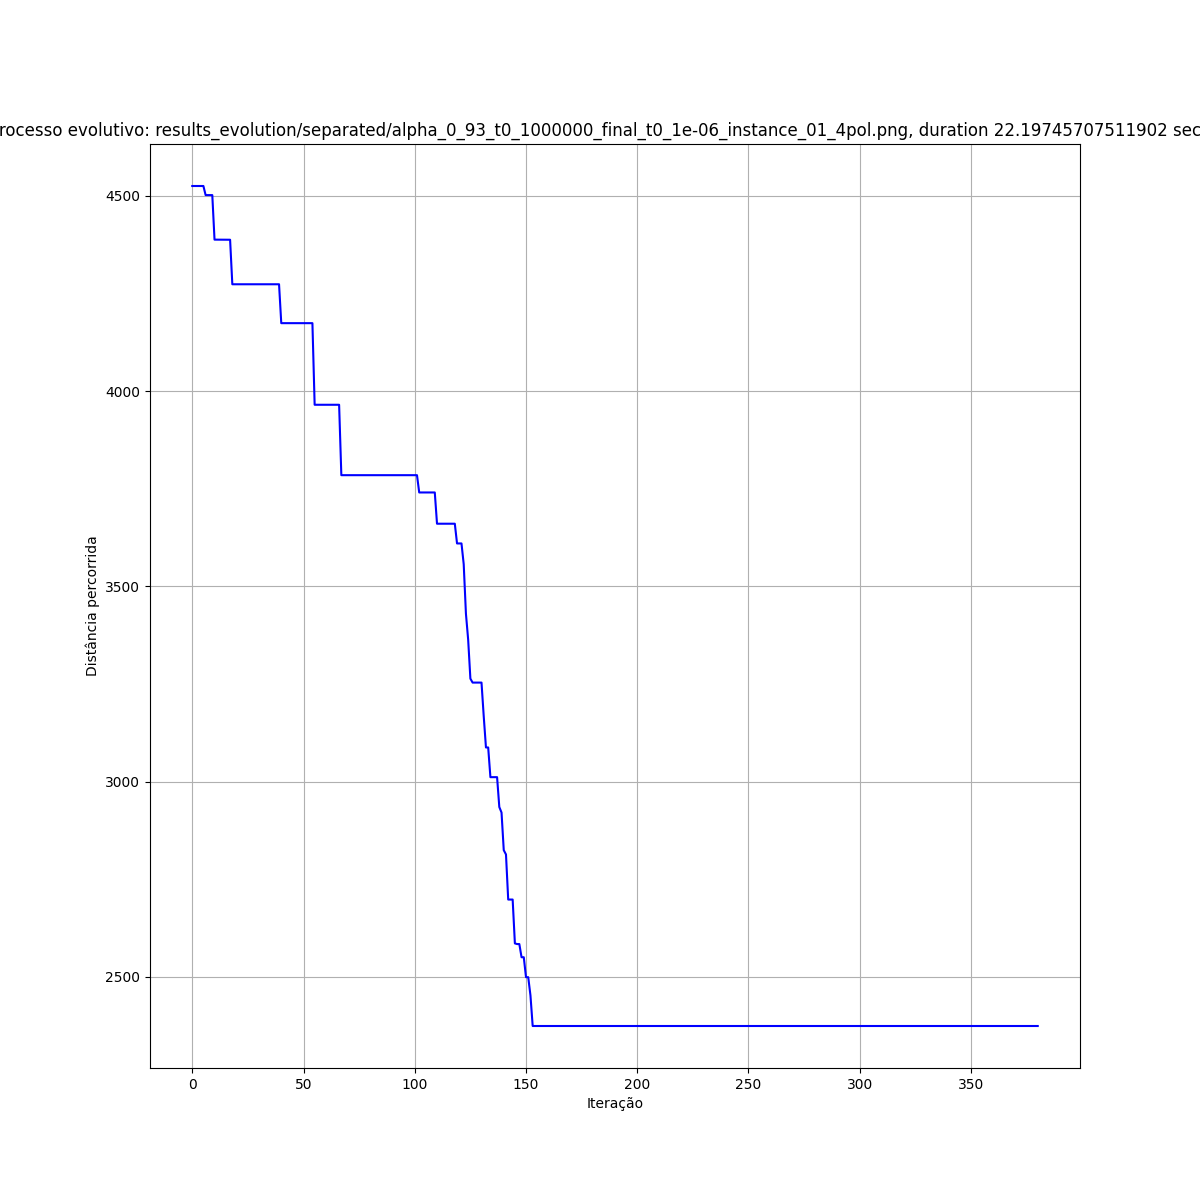 rocesso evolutivo: results_evolution/separated/alpha_0_93_t0_1000000_final_t0_1e-06_instance_01_4pol.png, duration 22.19745707511902 sec
4500
4000
3500
3000
2500
Distância percorrida
0 50 100 150 200 250 300 350
Iteração